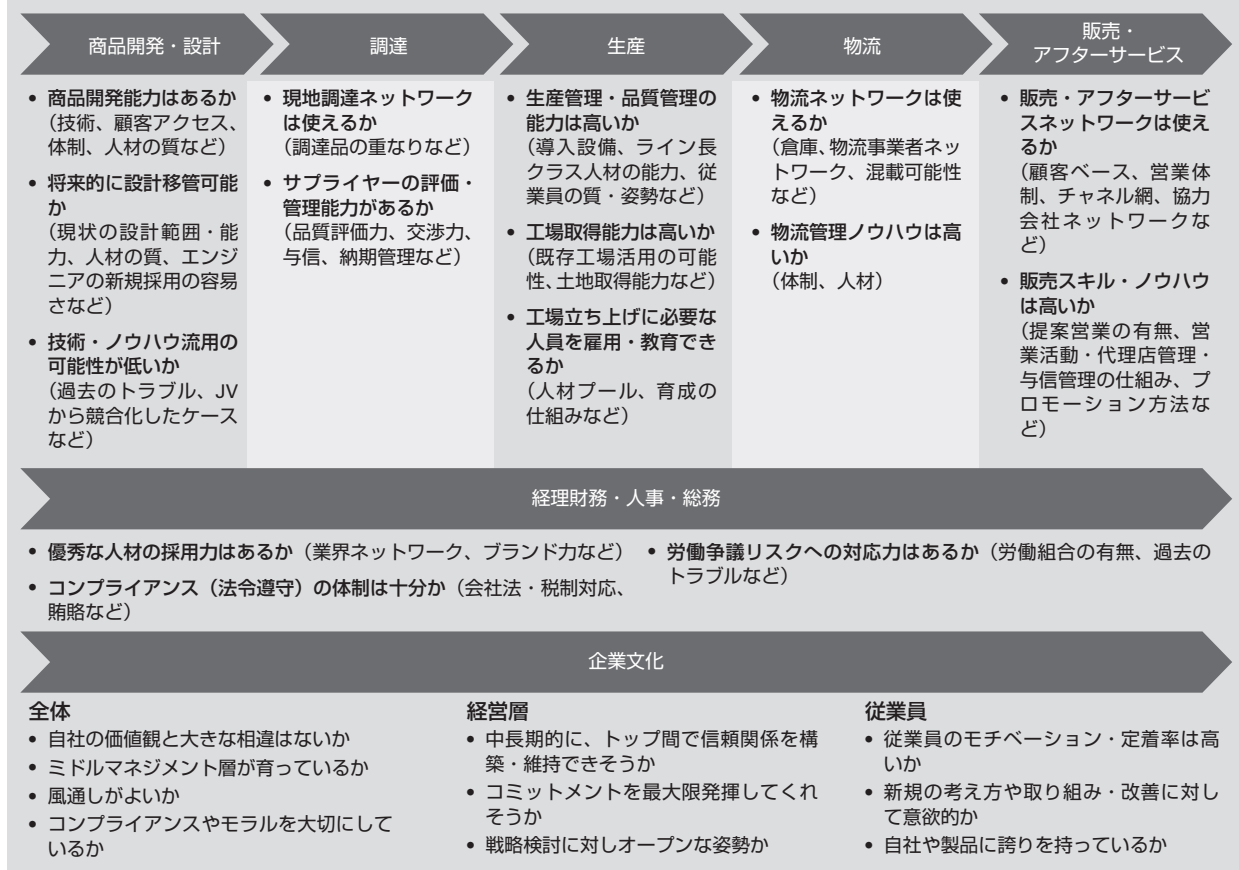 商品開発・設計
調達
生産
物流
販売・
アフターサービス
• 商品開発能力はあるか
（技術、顧客アクセス、
体制、人材の質など）
• 将来的に設計移管可能
か
（現状の設計範囲・能
力、人材の質、エンジ
ニアの新規採用の容易
さなど）
• 技術・ノウハウ流用の
可能性が低いか
（過去のトラブル、JV
から競合化したケース
など）
• 現地調達ネットワーク
は使えるか
（調達品の重なりなど）
• サプライヤーの評価・
管理能力があるか
（品質評価力、交渉力、
与信、納期管理など）
• 生産管理・品質管理の
能力は高いか
（導入設備、ライン長
クラス人材の能力、従
業員の質・姿勢など）
• 工場取得能力は高いか
（既存工場活用の可能
性、土地取得能力など）
• 工場立ち上げに必要な
人員を雇用・教育でき
るか
（人材プール、育成の
仕組みなど）
• 物流ネットワークは使
えるか
（倉庫、物流事業者ネッ
トワーク、混載可能性
など）
• 物流管理ノウハウは高
いか
（体制、人材）
• 販売・アフターサービ
スネットワークは使え
るか
（顧客ベース、営業体
制、チャネル網、協力
会社ネットワークな
ど）
• 販売スキル・ノウハウ
は高いか
（提案営業の有無、営
業活動・代理店管理・
与信管理の仕組み、プ
ロモーション方法な
ど）
経理財務・人事・総務
• 優秀な人材の採用力はあるか（業界ネットワーク、ブランド力など）
• コンプライアンス（法令遵守）の体制は十分か（会社法・税制対応、
賄賂など）
• 労働争議リスクへの対応力はあるか（労働組合の有無、過去の
トラブルなど）
企業文化
全体
• 自社の価値観と大きな相違はないか
• ミドルマネジメント層が育っているか
• 風通しがよいか
• コンプライアンスやモラルを大切にして
いるか
経営層
• 中長期的に、トップ間で信頼関係を構
築・維持できそうか
• コミットメントを最大限発揮してくれ
そうか
• 戦略検討に対しオープンな姿勢か
従業員
• 従業員のモチベーション・定着率は高
いか
• 新規の考え方や取り組み・改善に対し
て意欲的か
• 自社や製品に誇りを持っているか